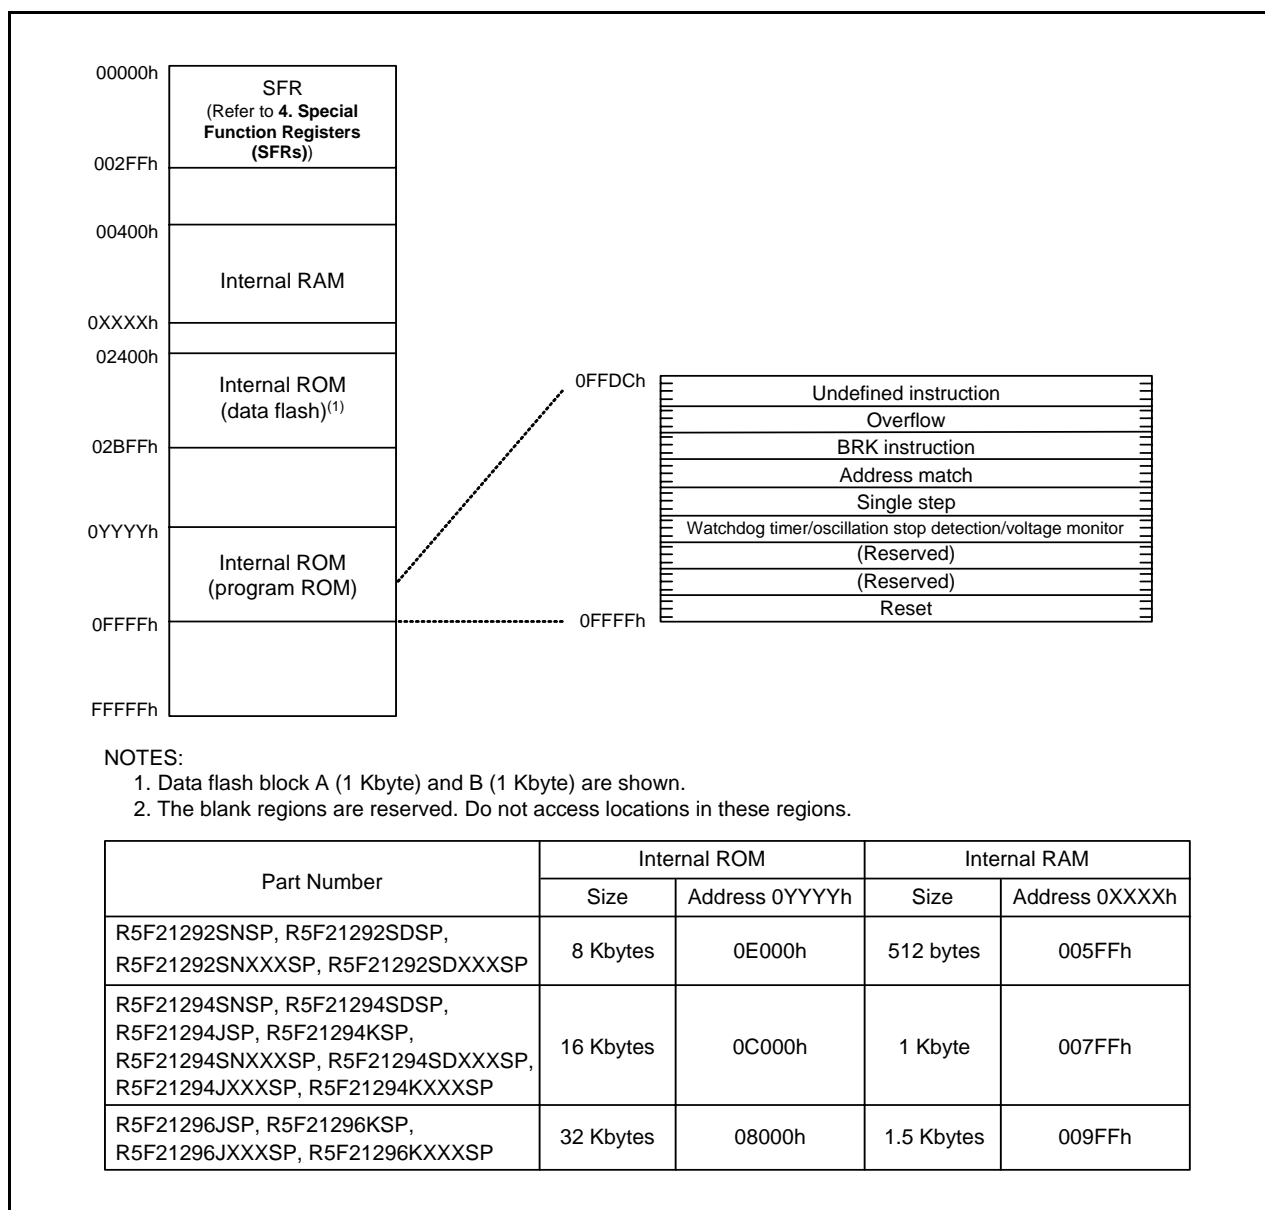 00000h
SFR
(Refer to 4. Special
Function Registers
(SFRs))
002FFh
00400h
Internal RAM
0XXXXh
02400h
Internal ROM
(data flash)(1)
02BFFh
0YYYYh
Internal ROM
(program ROM)
0FFFFh
FFFFFh
0FFDCh
Undefined instruction
Overflow
BRK instruction
Address match
Single step
Watchdog timer/oscillation stop detection/voltage monitor
(Reserved)
(Reserved)
Reset
0FFFFh
NOTES:
1. Data flash block A (1 Kbyte) and B (1 Kbyte) are shown.
2. The blank regions are reserved. Do not access locations in these regions.
Part Number
Internal ROM
Internal RAM
Size
Address 0YYYYh
Size
Address 0XXXXh
R5F21292SNSP, R5F21292SDSP,
R5F21292SNXXXSP, R5F21292SDXXXSP
8 Kbytes
0E000h
512 bytes
005FFh
R5F21294SNSP, R5F21294SDSP,
R5F21294JSP, R5F21294KSP,
R5F21294SNXXXSP, R5F21294SDXXXSP,
R5F21294JXXXSP, R5F21294KXXXSP
16 Kbytes
0C000h
1 Kbyte
007FFh
R5F21296JSP, R5F21296KSP,
R5F21296JXXXSP, R5F21296KXXXSP
32 Kbytes
08000h
1.5 Kbytes
009FFh